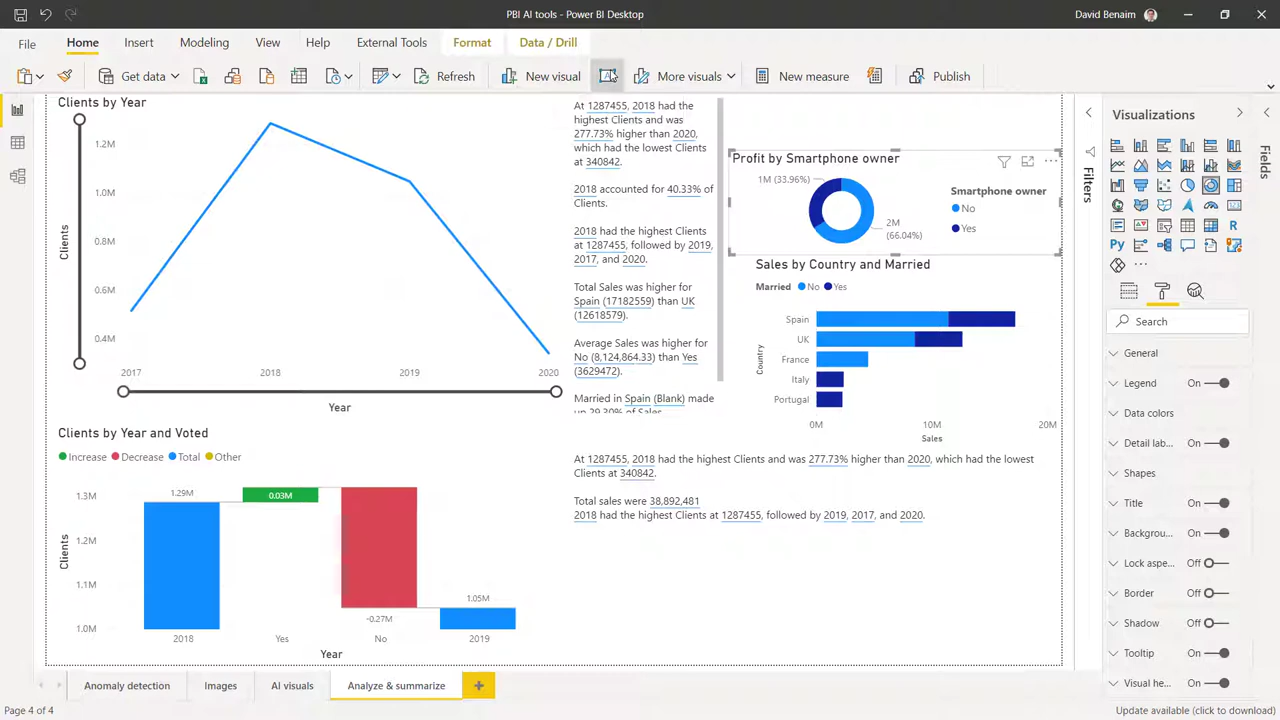 PBI AI tools - Power BI Desktop
David Benaim
File
Home
Insert
Modeling
View
Help
External Tools
Format
Data / Drill
Get data
Refresh
New visual
More visuals
New measure
Publish
Clients by Year
Clients
1.2M
1.0M
0.8M
0.6M
0.4M
2017
2018
2019
2020
Year
At 1287455, 2018 had the
highest Clients and was
277.73% higher than 2020,
which had the lowest Clients
at 340842.
2018 accounted for 40.33% of
Clients.
2018 had the highest Clients
at 1287455, followed by 2019,
2017, and 2020.
Total Sales was higher for
Spain (17182559) than UK
(12618579).
Average Sales was higher for
No (8,124,864.33) than Yes
(3629472).
Married in Spain (Blank) made
up 29.30% of Sales
Profit by Smartphone owner
1M (33.96%)
2M
(66.04%)
Smartphone owner
No
Yes
Sales by Country and Married
Married No Yes
Country
Spain
UK
France
Italy
Portugal
0M
10M
20M
Sales
Clients by Year and Voted
Increase Decrease Total Other
Clients
1.3M
1.2M
1.1M
1.0M
1.29M
0.03M
-0.27M
1.05M
2018
Yes
No
2019
Year
At 1287455, 2018 had the highest Clients and was 277.73% higher than 2020, which had the lowest
Clients at 340842.
Total sales were 38,892,481
2018 had the highest Clients at 1287455, followed by 2019, 2017, and 2020.
Filters
Visualizations
Fields
R
Py
Search
General
Legend On
Data colors
Detail lab... On
Shapes
Title On
Backgrou... On
Lock aspe... Off
Border Off
Shadow Off
Tooltip On
Visual he... On
Anomaly detection
Images
AI visuals
Analyze & summarize
Page 4 of 4
Update available (click to download)